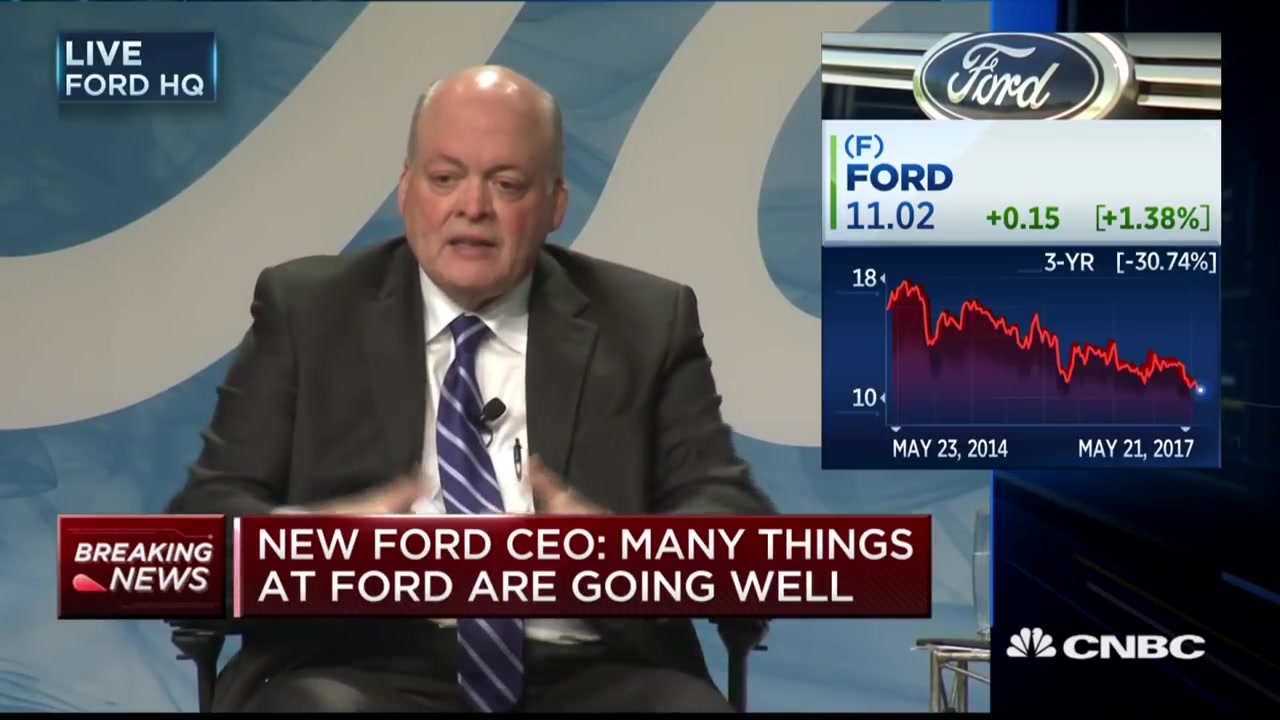 LIVE
FORD HQ
Ford
(F)
FORD
11.02 +0.15 [+1.38%]
3-YR [-30.74%]
18
10
MAY 23, 2014 MAY 21, 2017
BREAKING
NEWS
NEW FORD CEO: MANY THINGS
AT FORD ARE GOING WELL
CNBC